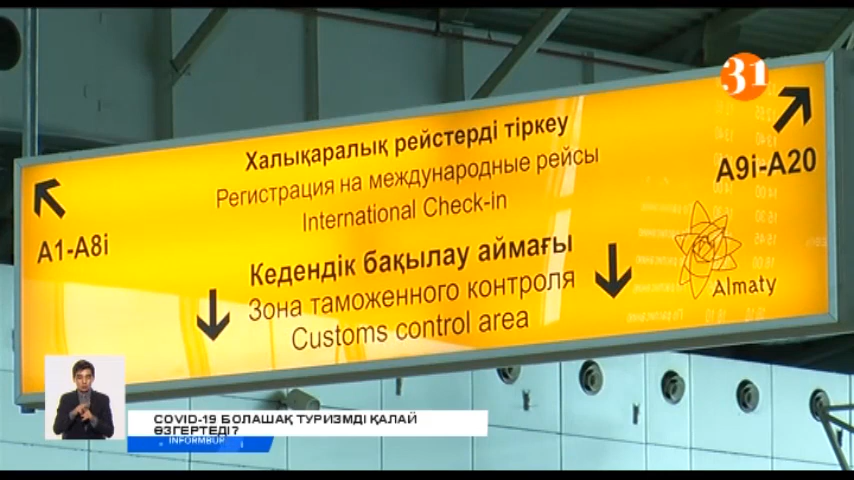 31
Халықаралық рейстерді тіркеу
Регистрация на международные рейсы
International Check-in
A1-A8i
A9i-A20
Кедендік бақылау аймағы
Зона таможенного контроля
Customs control area
Almaty
COVID-19 БОЛАШАҚ ТУРИЗМДІ ҚАЛАЙ
ӨЗГЕРТЕДІ?
INFORMBUR